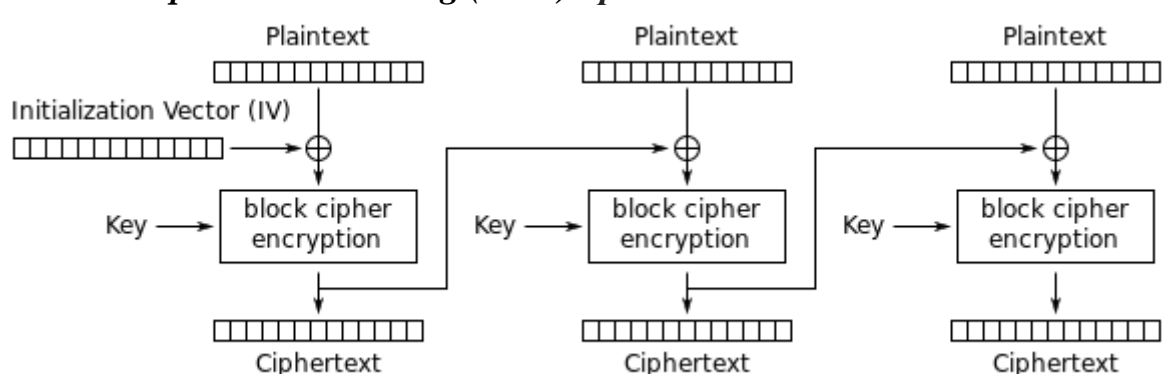 Plaintext Plaintext Plaintext
Initialization Vector (IV)
block cipher block cipher block cipher
Key Key Key
encryption encryption encryption
Ciphertext Ciphertext Ciphertext